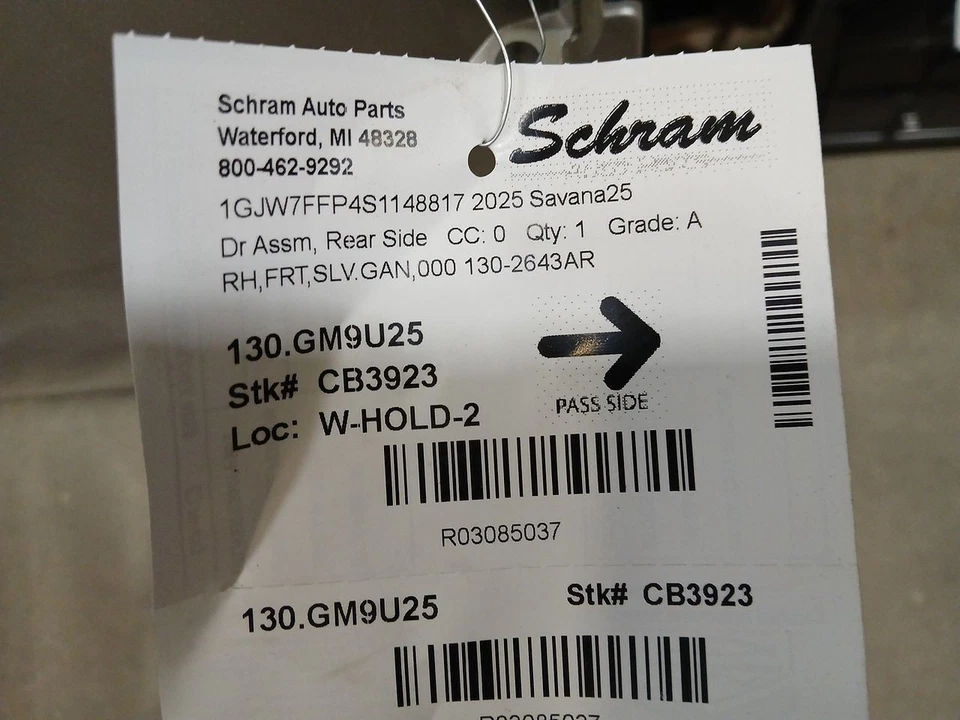 Schram Auto Parts
Waterford, MI 48328
800-462-9292
Schram
1GJW7FFP4S1148817 2025 Savana25
Dr Assm, Rear Side CC: 0 Qty: 1 Grade: A
RH,FRT,SLV.GAN,000 130-2643AR
130.GM9U25
Stk# CB3923
Loc: W-HOLD-2
PASS SIDE
R03085037
130.GM9U25 Stk# CB3923